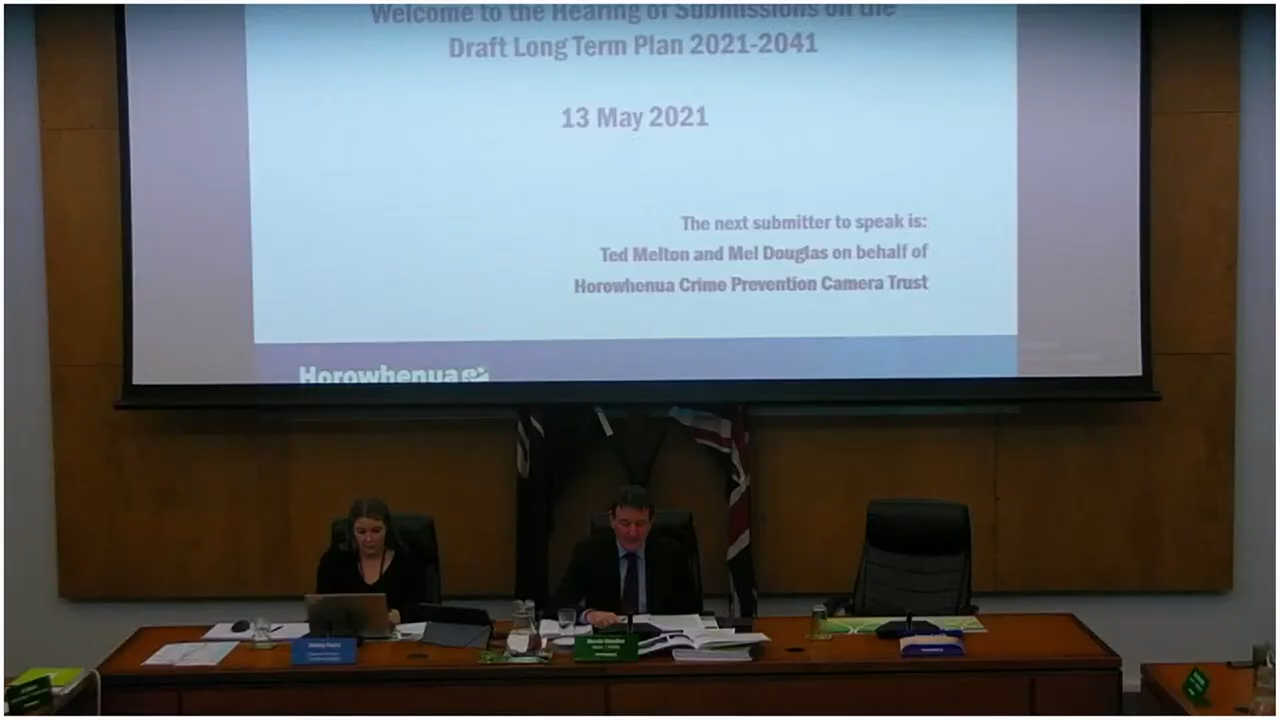 Welcome to the Hearing of Submissions on the
Draft Long Term Plan 2021-2041
13 May 2021
The next submitter to speak is:
Ted Melton and Mel Douglas on behalf of
Horowhenua Crime Prevention Camera Trust
Horowhenua